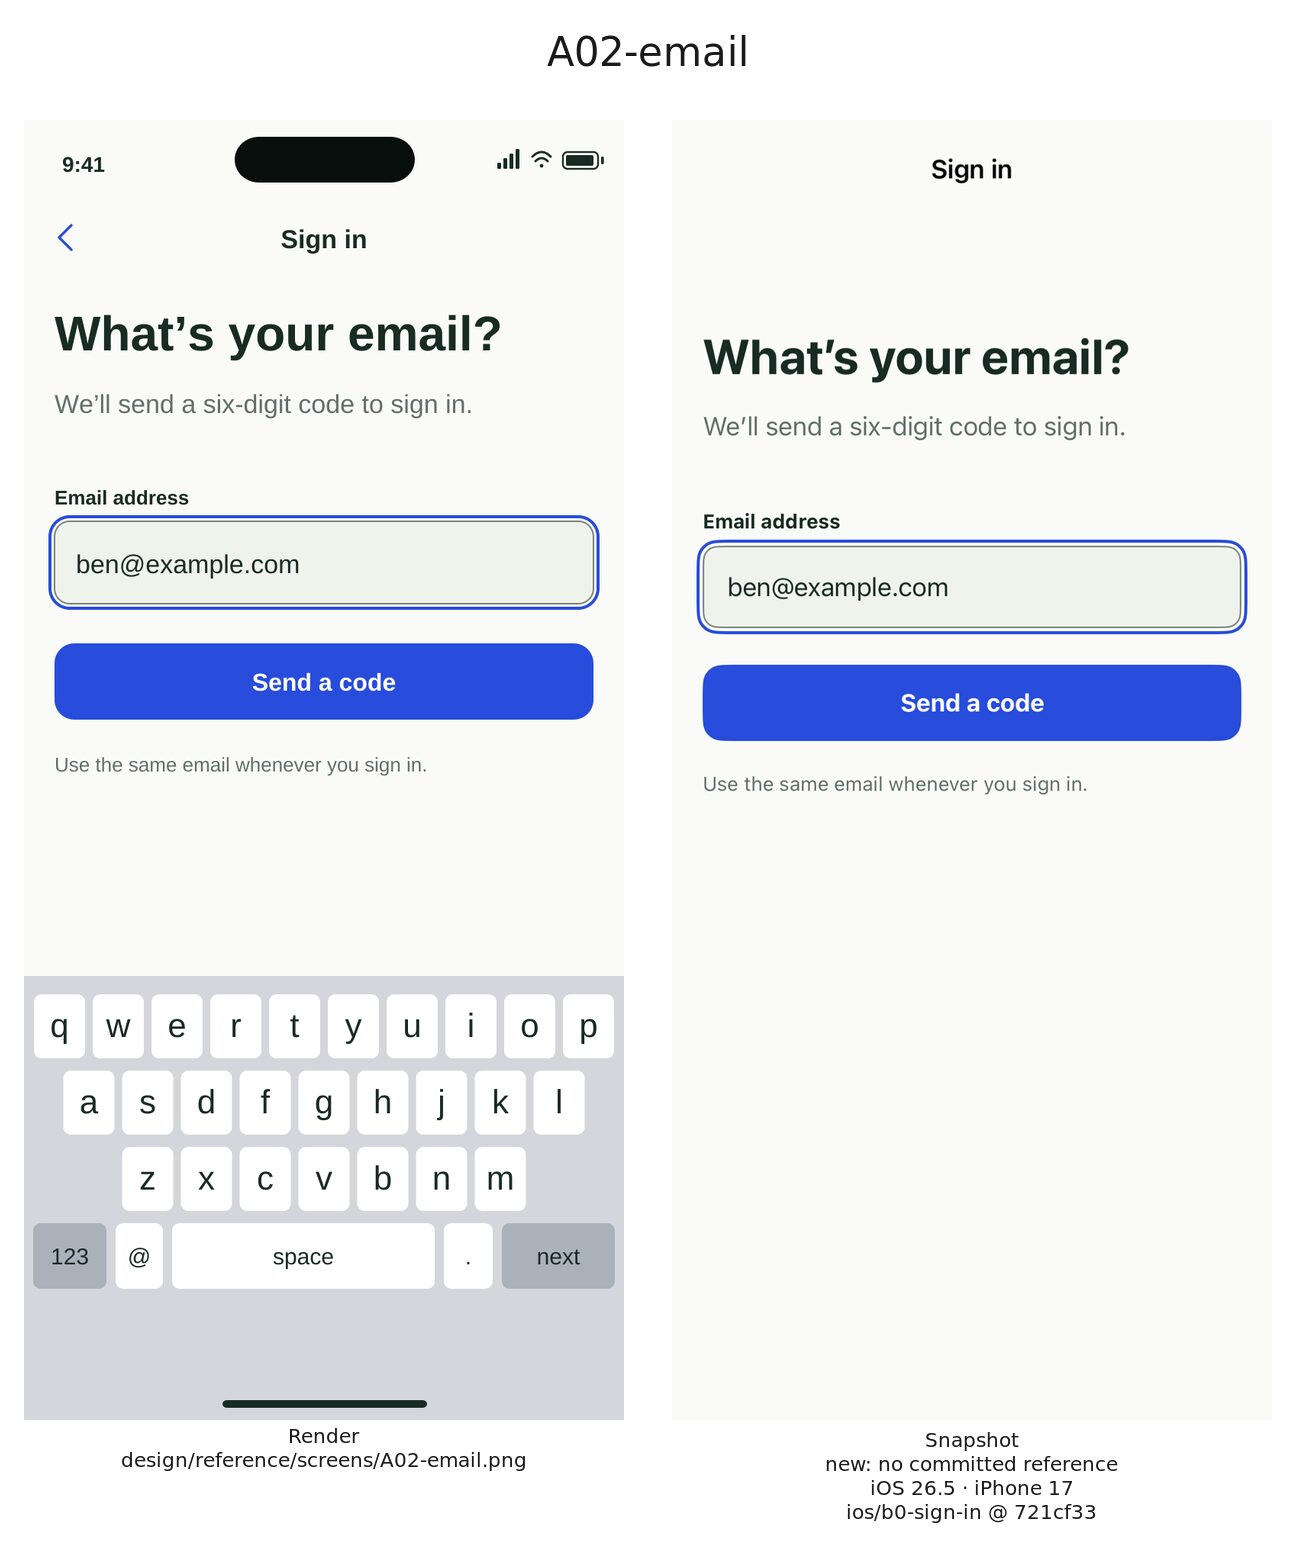 A02-email
9:41
Sign in
What’s your email?
We’ll send a six-digit code to sign in.
Email address
ben@example.com
Send a code
Use the same email whenever you sign in.
q w e r t y u i o p
a s d f g h j k l
z x c v b n m
123 @ space . next
Render
design/reference/screens/A02-email.png
Sign in
What’s your email?
We’ll send a six-digit code to sign in.
Email address
ben@example.com
Send a code
Use the same email whenever you sign in.
Snapshot
new: no committed reference
iOS 26.5 · iPhone 17
ios/b0-sign-in @ 721cf33